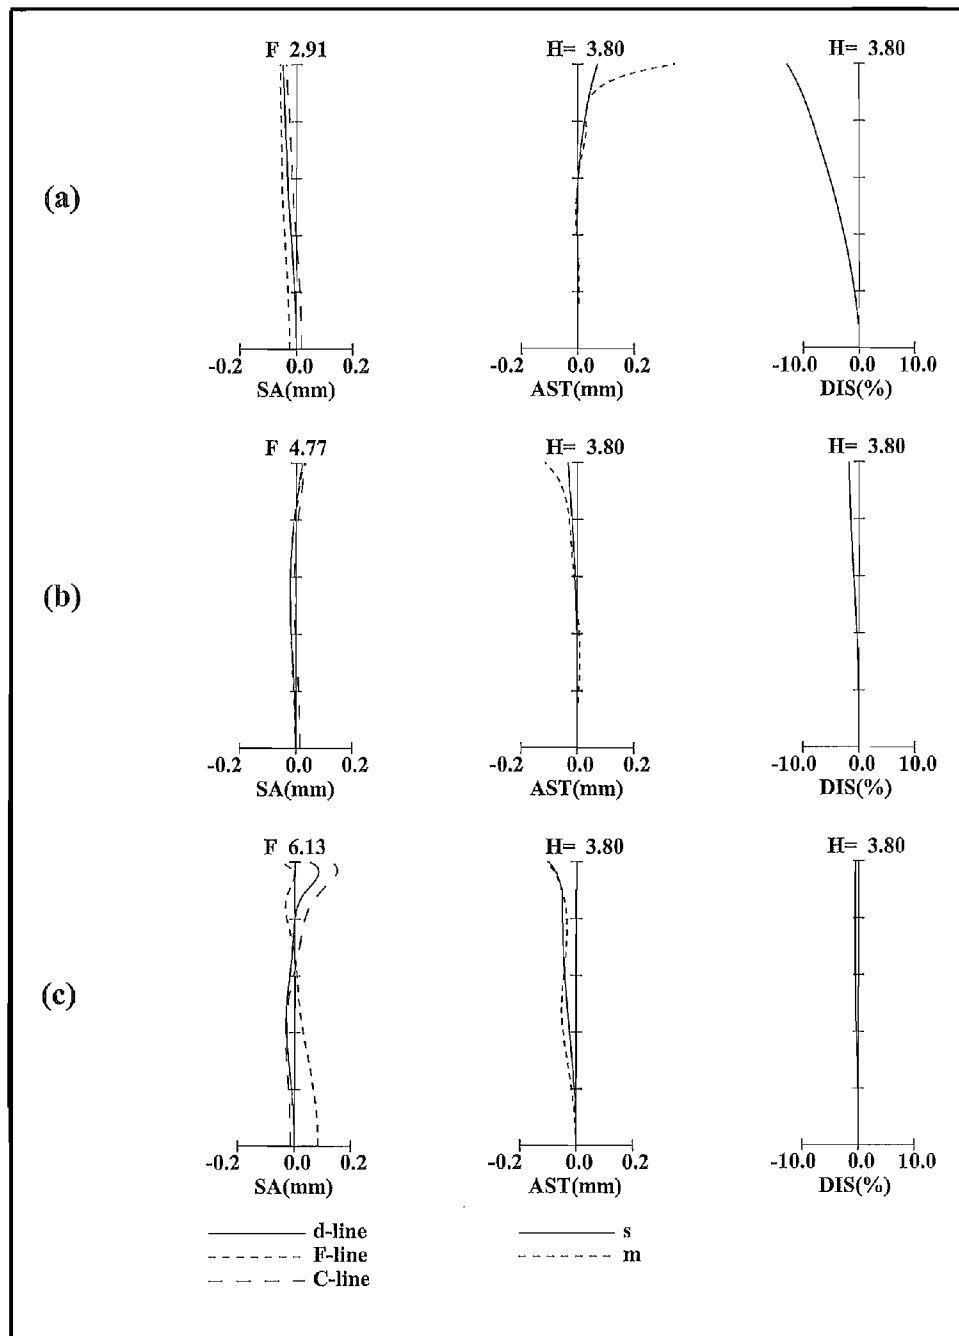 F 2.91 H= 3.80 H= 3.80
(a)
-0.2 0.0 0.2 -0.2 0.0 0.2 -10.0 0.0 10.0
SA(mm) AST(mm) DIS(%)
F 4.77 H= 3.80 H= 3.80
(b)
-0.2 0.0 0.2 -0.2 0.0 0.2 -10.0 0.0 10.0
SA(mm) AST(mm) DIS(%)
F 6.13 H= 3.80 H= 3.80
(c)
-0.2 0.0 0.2 -0.2 0.0 0.2 -10.0 0.0 10.0
SA(mm) AST(mm) DIS(%)
d-line s
F-line m
C-line